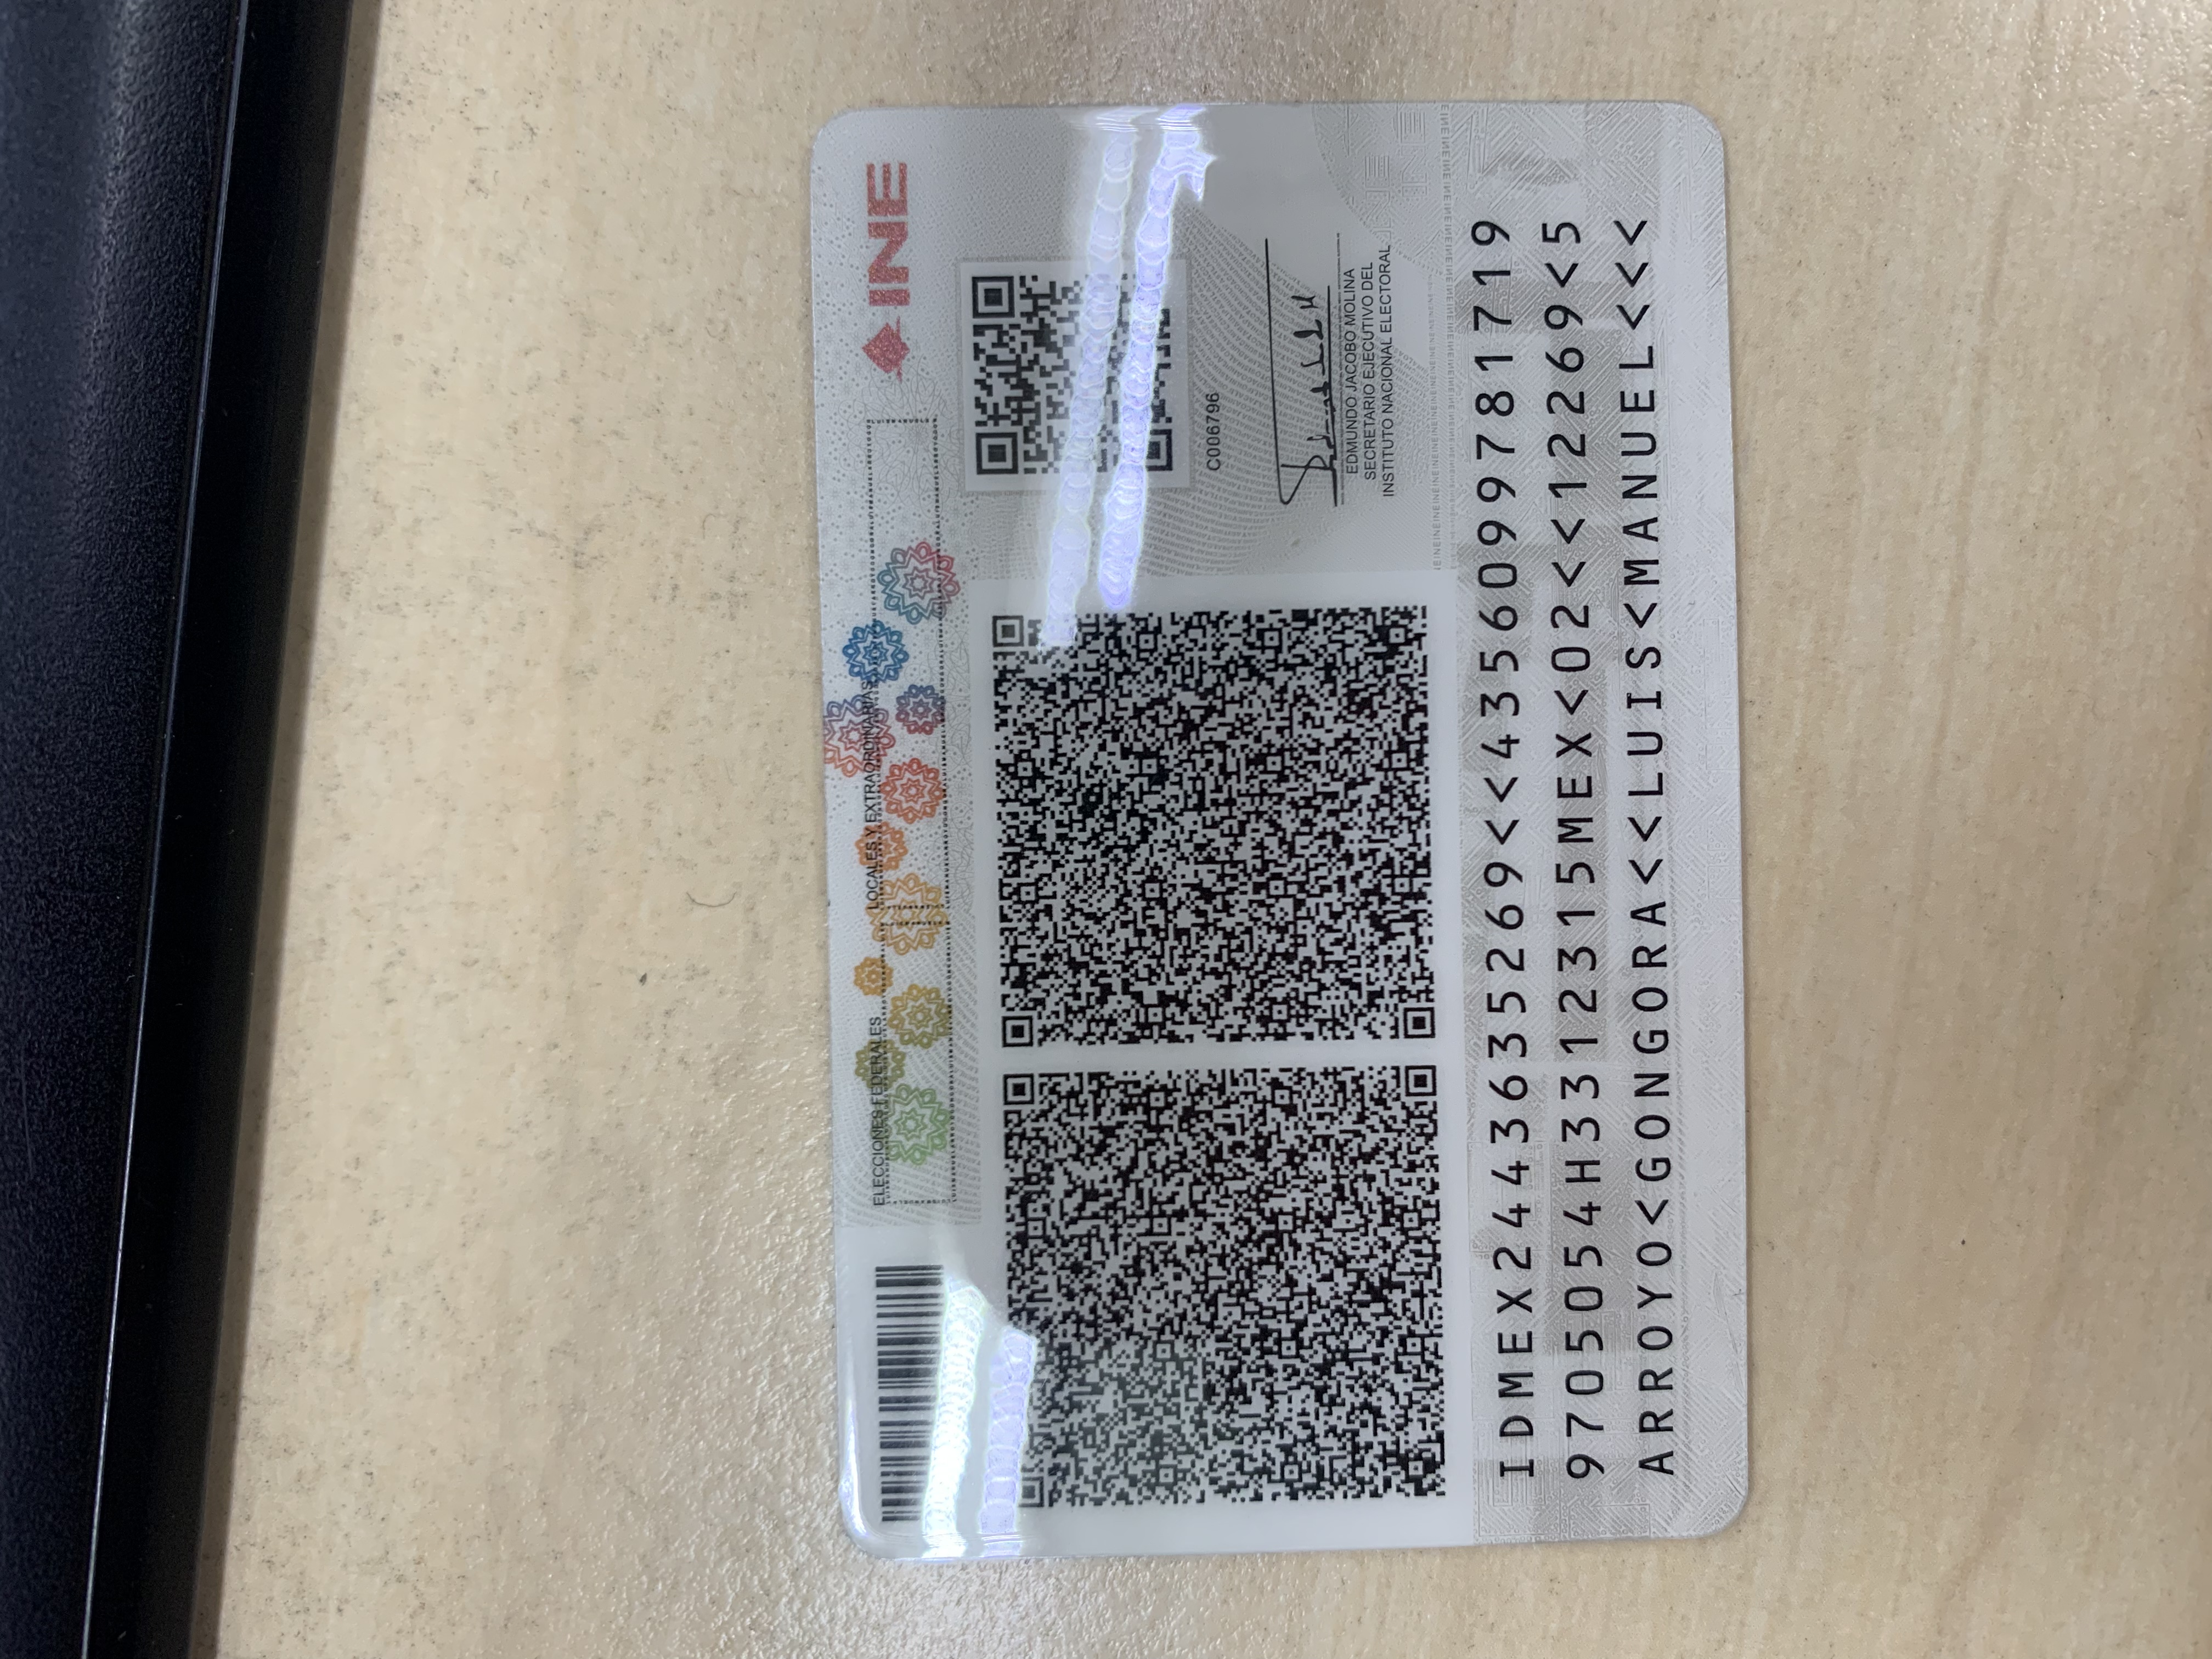 ELECCIONES FEDERALES
LOCALES Y EXTRAORDINARIAS
INE
C006796
EDMUNDO JACOBO MOLINA
SECRETARIO EJECUTIVO DEL
INSTITUTO NACIONAL ELECTORAL
IDMEX2443635269<<4356099781719
9705054H3312315MEX<02<<12269<5
ARROYO<GONGORA<<LUIS<MANUEL<<<